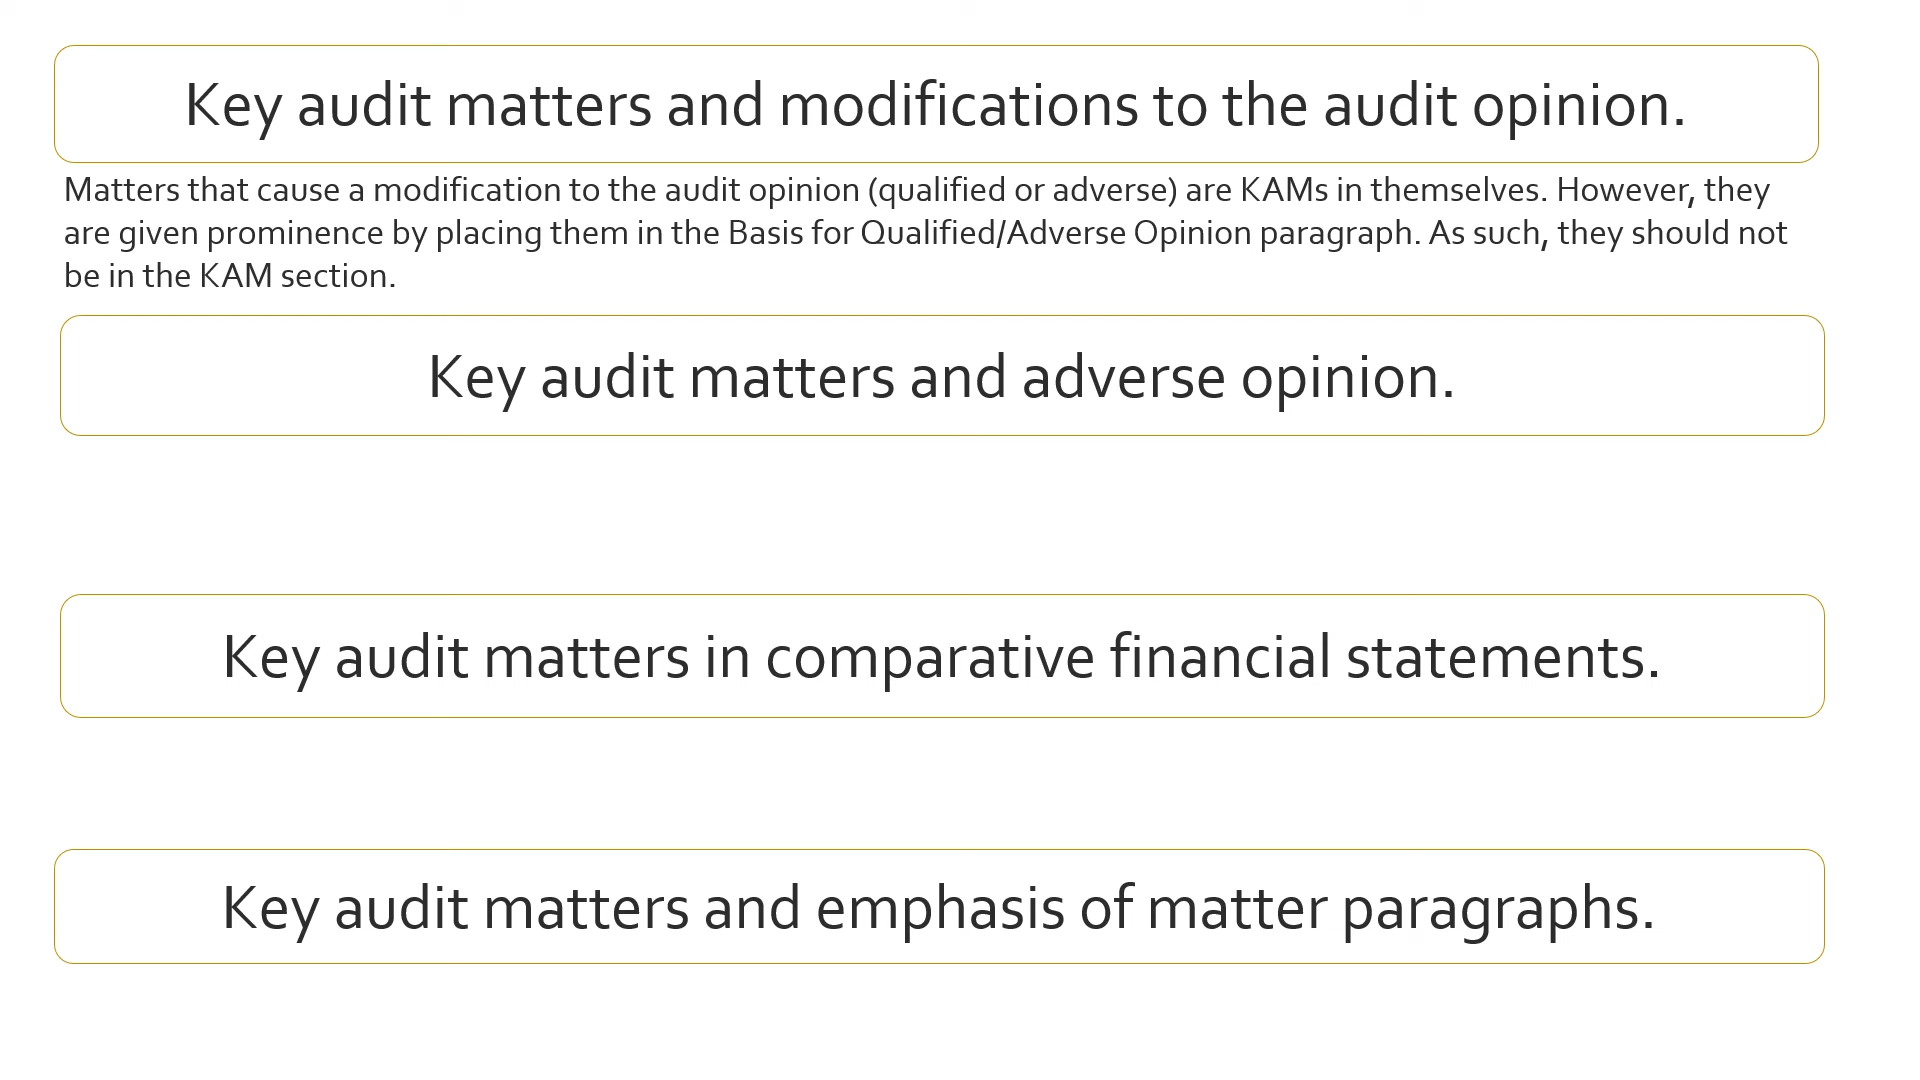 Key audit matters and modifications to the audit opinion.
Matters that cause a modification to the audit opinion (qualified or adverse) are KAMs in themselves. However, they
are given prominence by placing them in the Basis for Qualified/Adverse Opinion paragraph. As such, they should not
be in the KAM section.
Key audit matters and adverse opinion.
Key audit matters in comparative financial statements.
Key audit matters and emphasis of matter paragraphs.